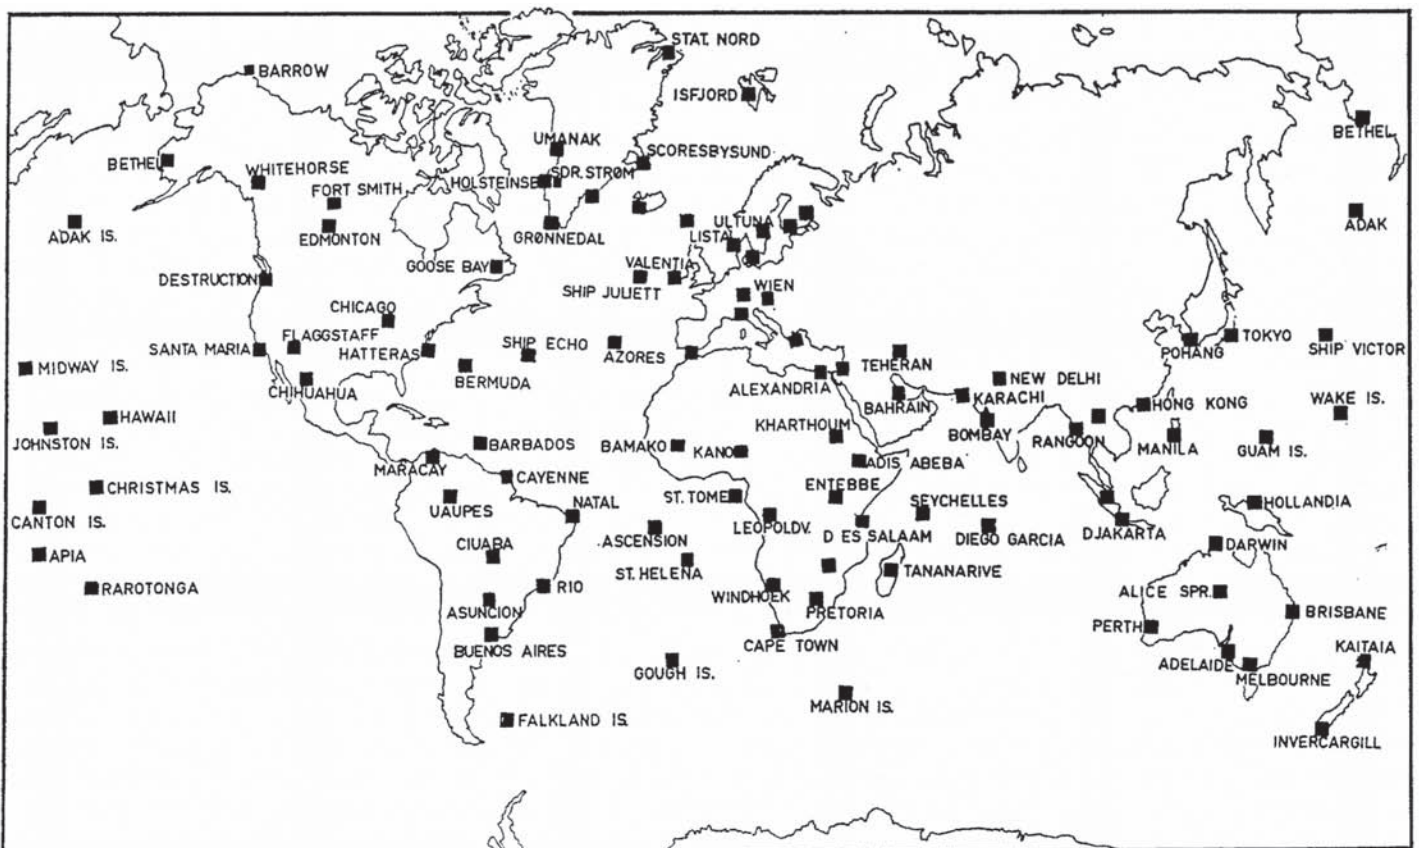 STAT. NORD
BARROW
ISFJORD
BETHEL
UMANAK
SCORESBYSUND
BETHEL
WHITEHORSE
SDR. STRØM
HOLSTEINSB
FORT SMITH
ULTUNA
ADAK IS.
EDMONTON
GRØNNEDAL
LISTA
ADAK
GOOSE BAY
VALENTIA
DESTRUCTION
SHIP JULIETT
WIEN
CHICAGO
FLAGGSTAFF
SHIP ECHO
TOKYO
SANTA MARIA
HATTERAS
AZORES
POHANG
SHIP VICTOR
MIDWAY IS.
BERMUDA
TEHERAN
CHIHUAHUA
ALEXANDRIA
NEW DELHI
KARACHI
BAHRAIN
WAKE IS.
HAWAII
HONG KONG
JOHNSTON IS.
KHARTHOUM
BOMBAY
RANGOON
BARBADOS
BAMAKO
KANO
MANILA
GUAM IS.
MARACAY
ADIS ABEBA
CAYENNE
ENTEBBE
CHRISTMAS IS.
ST. TOME
SEYCHELLES
UAUPES
NATAL
HOLLANDIA
CANTON IS.
LEOPOLDV.
D ES SALAAM
DIEGO GARCIA
DJAKARTA
CIUABA
ASCENSION
DARWIN
APIA
ST. HELENA
TANANARIVE
RAROTONGA
RIO
WINDHOEK
ALICE SPR.
ASUNCION
PRETORIA
BRISBANE
PERTH
BUENOS AIRES
CAPE TOWN
KAITAIA
ADELAIDE
GOUGH IS.
MELBOURNE
MARION IS.
FALKLAND IS.
INVERCARGILL